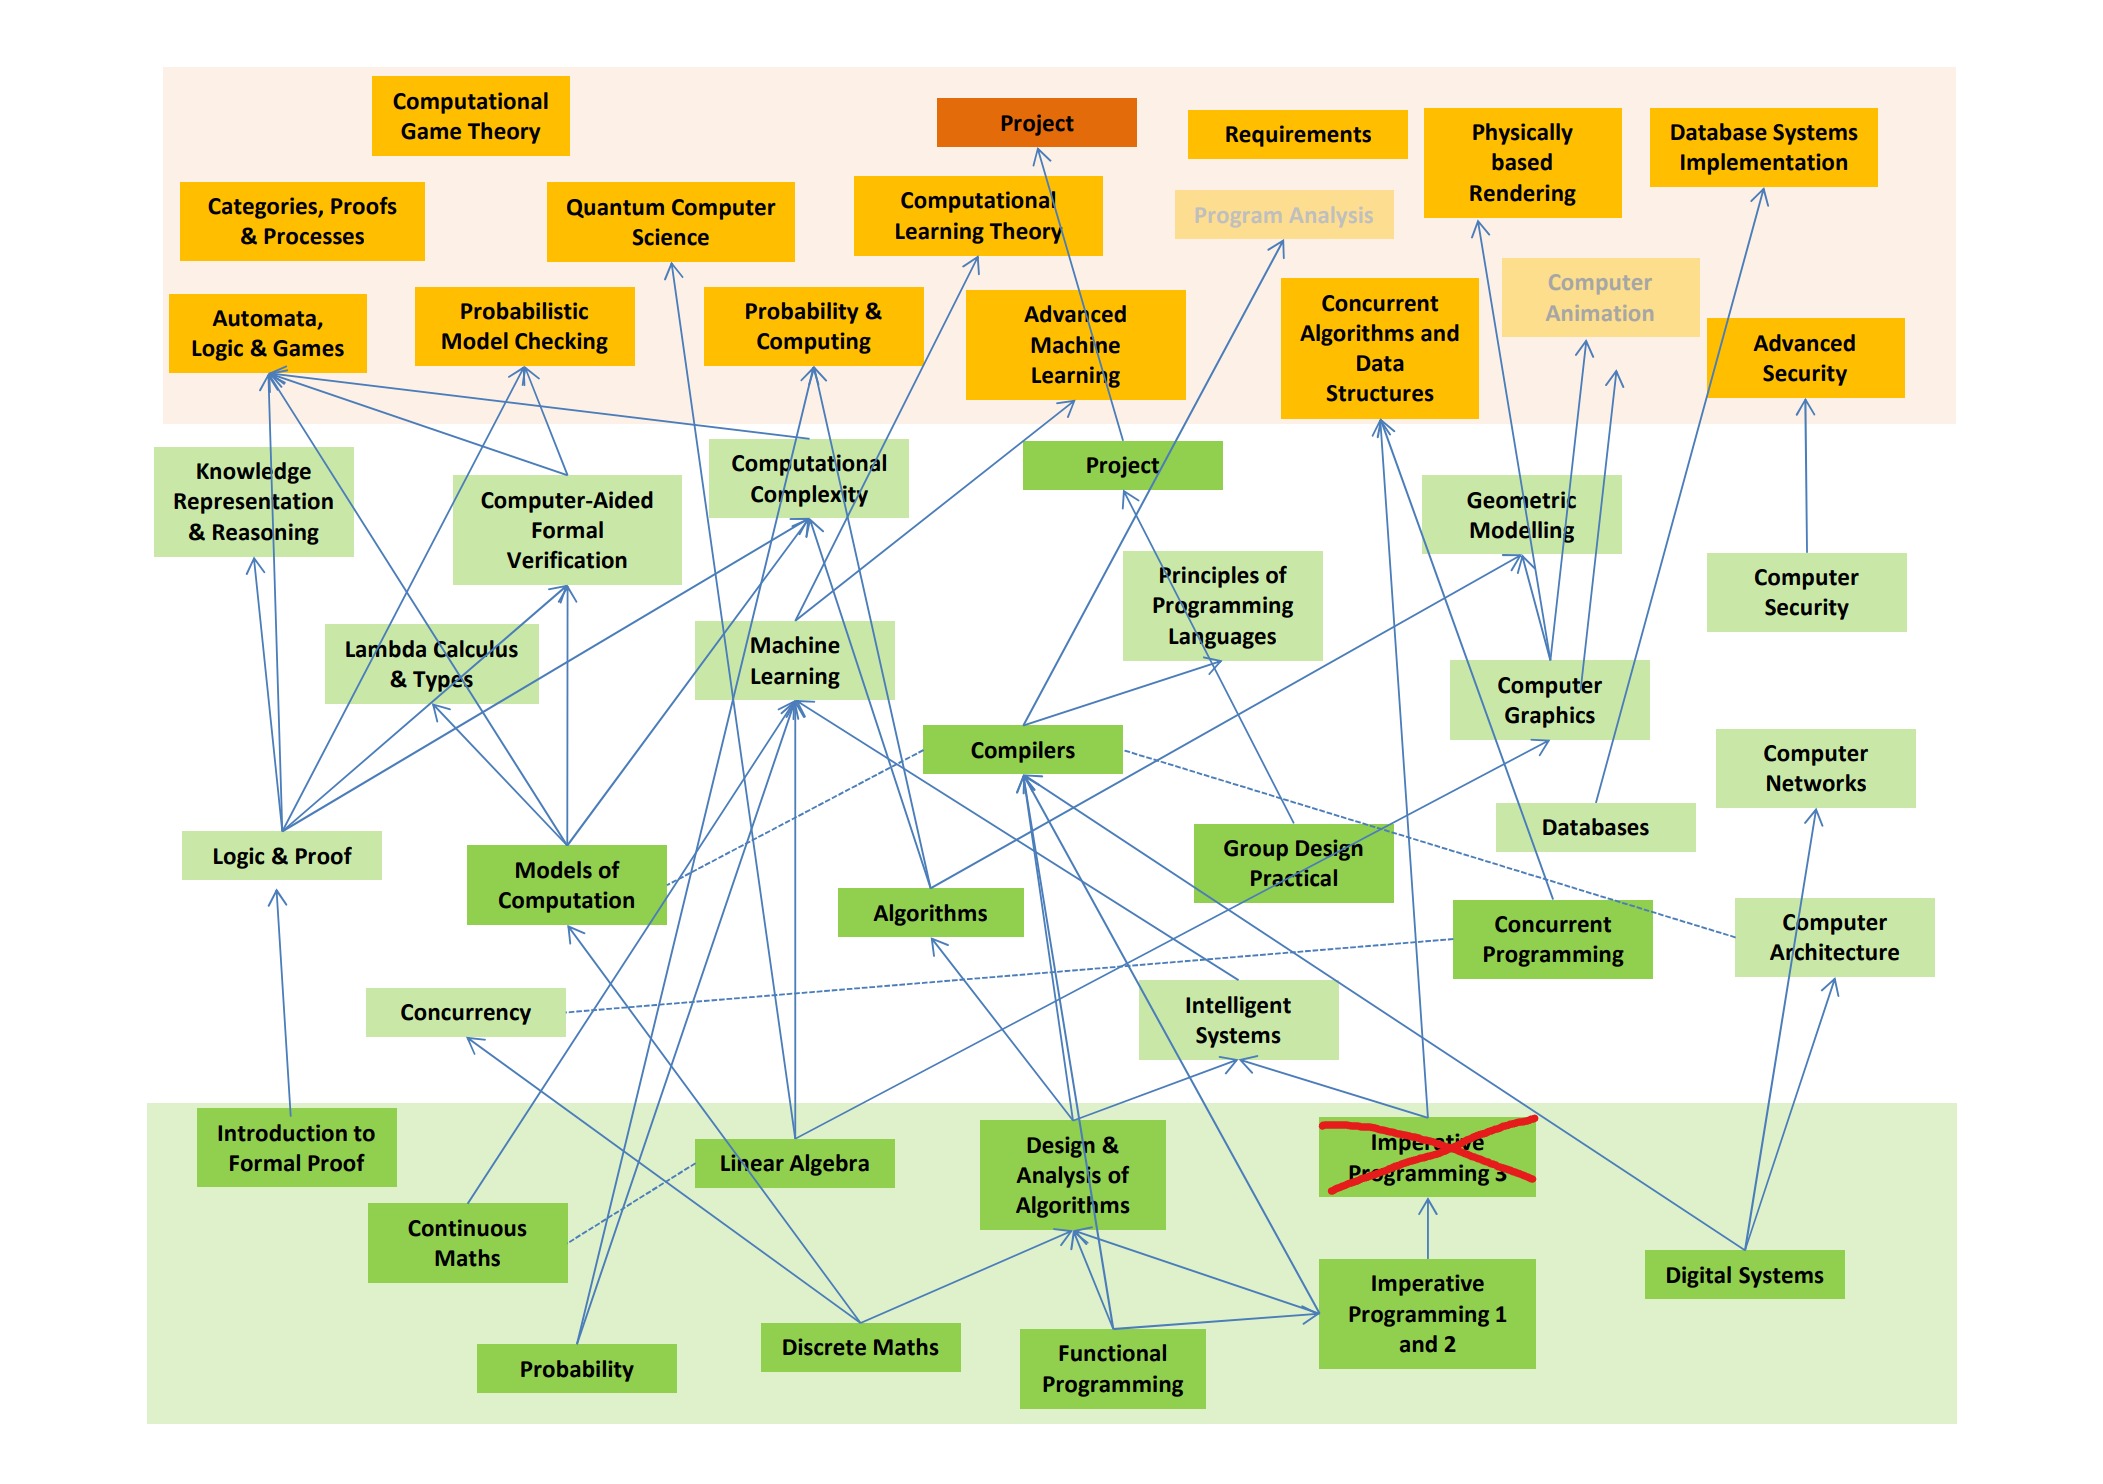 Computational
Game Theory
Project
Requirements
Physically
based
Rendering
Database Systems
Implementation
Categories, Proofs
& Processes
Quantum Computer
Science
Computational
Learning Theory
Program Analysis
Automata,
Logic & Games
Probabilistic
Model Checking
Probability &
Computing
Advanced
Machine
Learning
Concurrent
Algorithms and
Data
Structures
Computer
Animation
Advanced
Security
Knowledge
Representation
& Reasoning
Computer-Aided
Formal
Verification
Computational
Complexity
Project
Geometric
Modelling
Principles of
Programming
Languages
Computer
Security
Lambda Calculus
& Types
Machine
Learning
Computer
Graphics
Compilers
Computer
Networks
Logic & Proof
Models of
Computation
Algorithms
Group Design
Practical
Databases
Concurrent
Programming
Computer
Architecture
Concurrency
Intelligent
Systems
Introduction to
Formal Proof
Linear Algebra
Design &
Analysis of
Algorithms
Imperative
Programming 3
Continuous
Maths
Imperative
Programming 1
and 2
Digital Systems
Probability
Discrete Maths
Functional
Programming